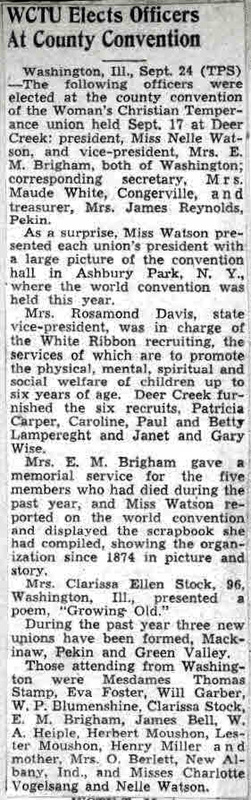 WCTU Elects Officers
At County Convention
Washington, Ill., Sept. 24 (TPS)
—The following officers were
elected at the county convention
of the Woman's Christian Temper-
ance union held Sept. 17 at Deer
Creek: president, Miss Nelle Wat-
son, and vice-president, Mrs. E.
M. Brigham, both of Washington;
corresponding secretary, Mrs.
Maude White, Congerville, and
treasurer, Mrs. James Reynolds,
Pekin.
As a surprise, Miss Watson pre-
sented each union's president with
a large picture of the convention
hall in Ashbury Park, N. Y.,
where the world convention was
held this year.
Mrs. Rosamond Davis, state
vice-president, was in charge of
the White Ribbon recruiting, the
services of which are to promote
the physical, mental, spiritual and
social welfare of children up to
six years of age. Deer Creek fur-
nished the six recruits, Patricia
Carper, Caroline, Paul and Betty
Lampereght and Janet and Gary
Wise.
Mrs. E. M. Brigham gave a
memorial service for the five
members who had died during the
past year, and Miss Watson re-
ported on the world convention
and displayed the scrapbook she
had compiled, showing the organ-
ization since 1874 in picture and
story.
Mrs. Clarissa Ellen Stock, 96,
Washington, Ill., presented a
poem, "Growing Old."
During the past year three new
unions have been formed, Mack-
inaw, Pekin and Green Valley.
Those attending from Washing-
ton were Mesdames Thomas
Stamp, Eva Foster, Will Garber,
W. P. Blumenshine, Clarissa Stock,
E. M. Brigham, James Bell, W.
A. Heiple, Herbert Moushon, Les-
ter Moushon, Henry Miller and
mother, Mrs. O. Berlett, New Al-
bany, Ind., and Misses Charlotte
Vogelsang and Nelle Watson.